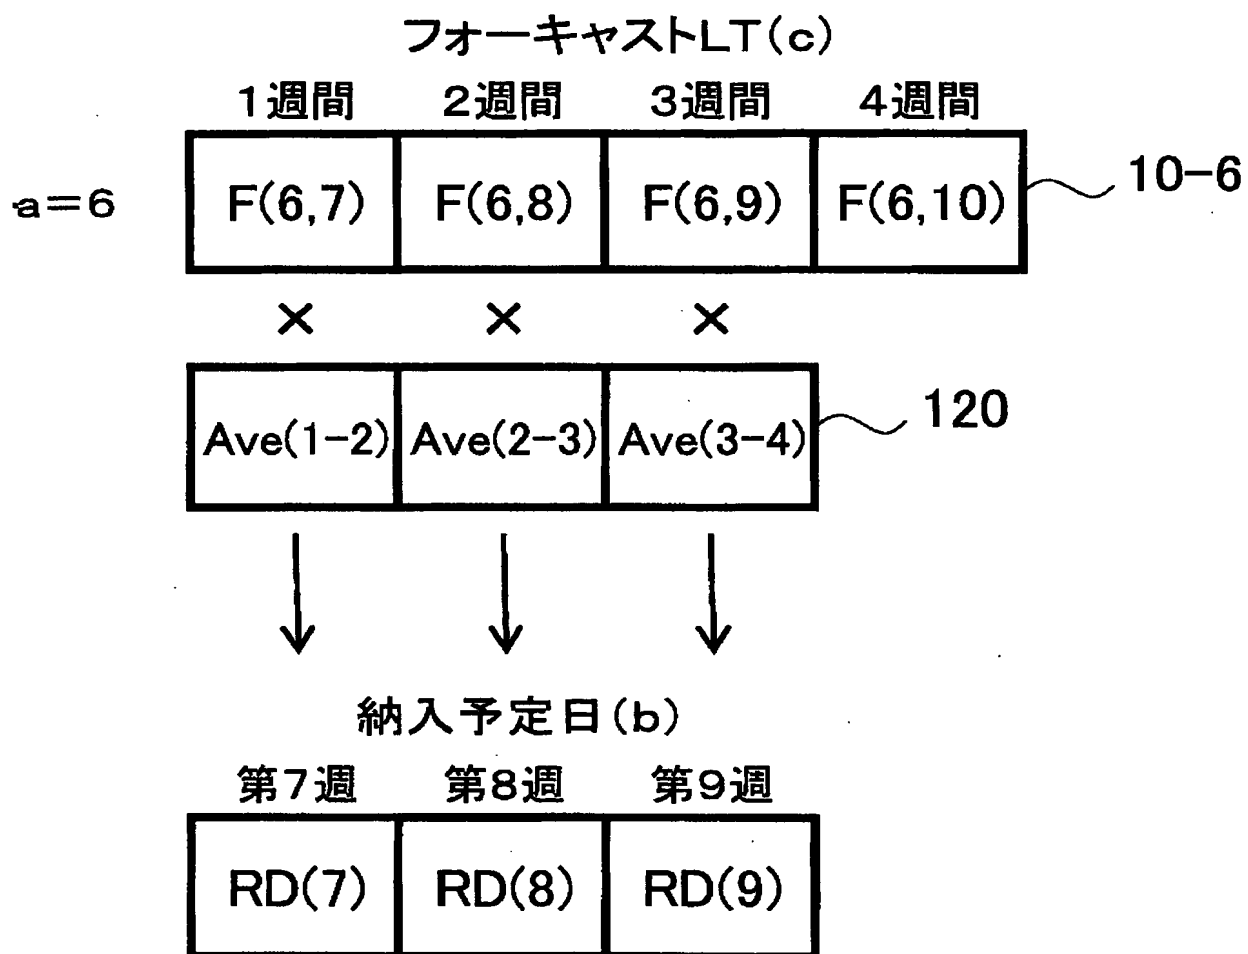 フォーキャストLT(c)
1週間 2週間 3週間 4週間
a=6 F(6,7) F(6,8) F(6,9) F(6,10) 10-6
× × ×
Ave(1-2) Ave(2-3) Ave(3-4) 120
納入予定日(b)
第7週 第8週 第9週
RD(7) RD(8) RD(9)